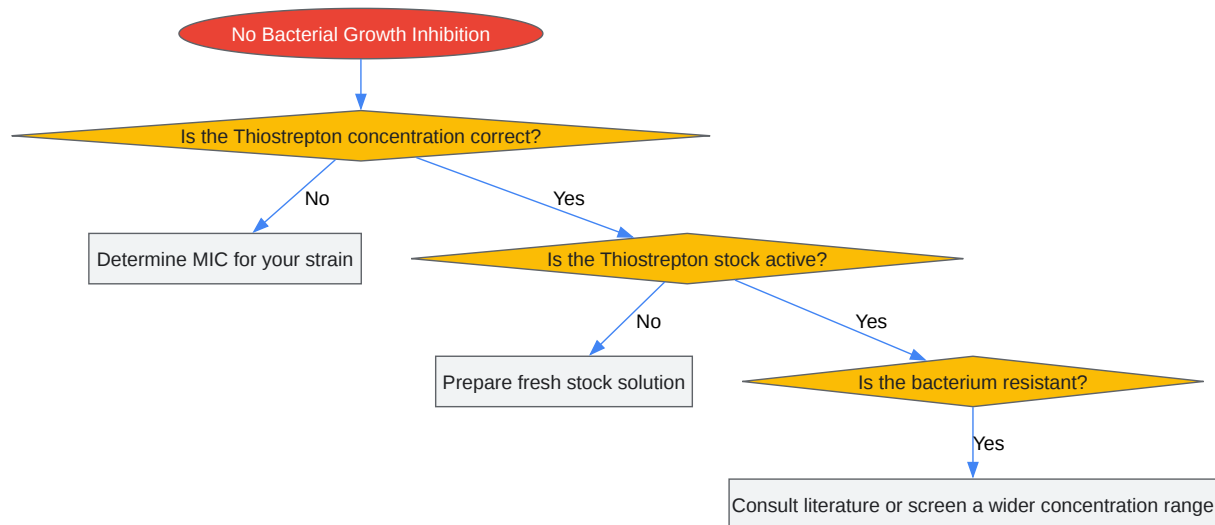 No Bacterial Growth Inhibition
Is the Thiostrepton concentration correct?
No
Yes
Determine MIC for your strain
Is the Thiostrepton stock active?
No
Yes
Prepare fresh stock solution
Is the bacterium resistant?
Yes
Consult literature or screen a wider concentration range